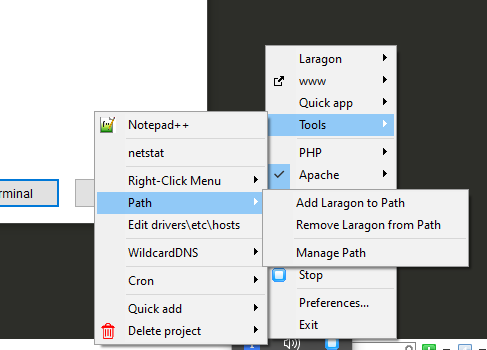 Laragon
www
Quick app
Tools
PHP
Apache
Stop
Preferences...
Exit
Notepad++
netstat
Right-Click Menu
Path
Edit drivers\etc\hosts
WildcardDNS
Cron
Quick add
Delete project
Add Laragon to Path
Remove Laragon from Path
Manage Path
rminal